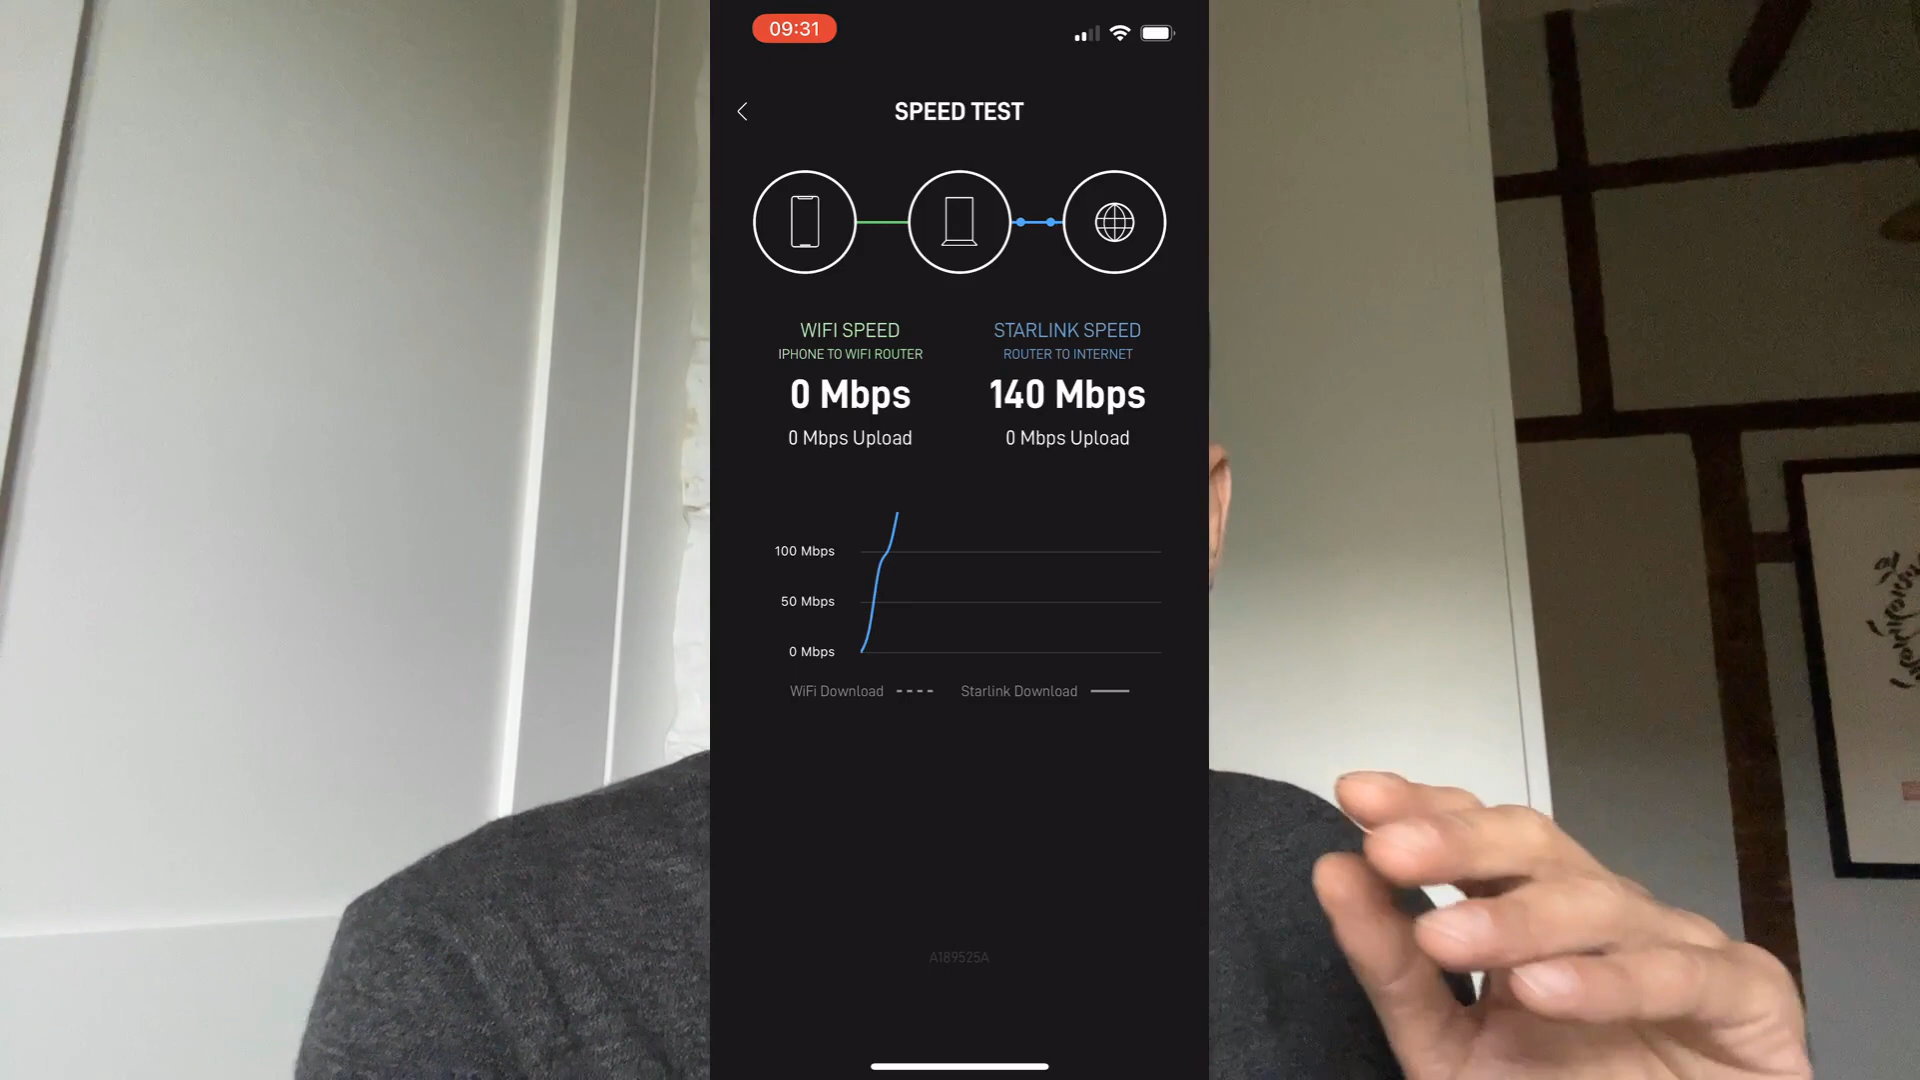 09:31
SPEED TEST
WIFI SPEED
IPHONE TO WIFI ROUTER
0 Mbps
0 Mbps Upload
STARLINK SPEED
ROUTER TO INTERNET
140 Mbps
0 Mbps Upload
100 Mbps
50 Mbps
0 Mbps
WiFi Download
Starlink Download
A189525A